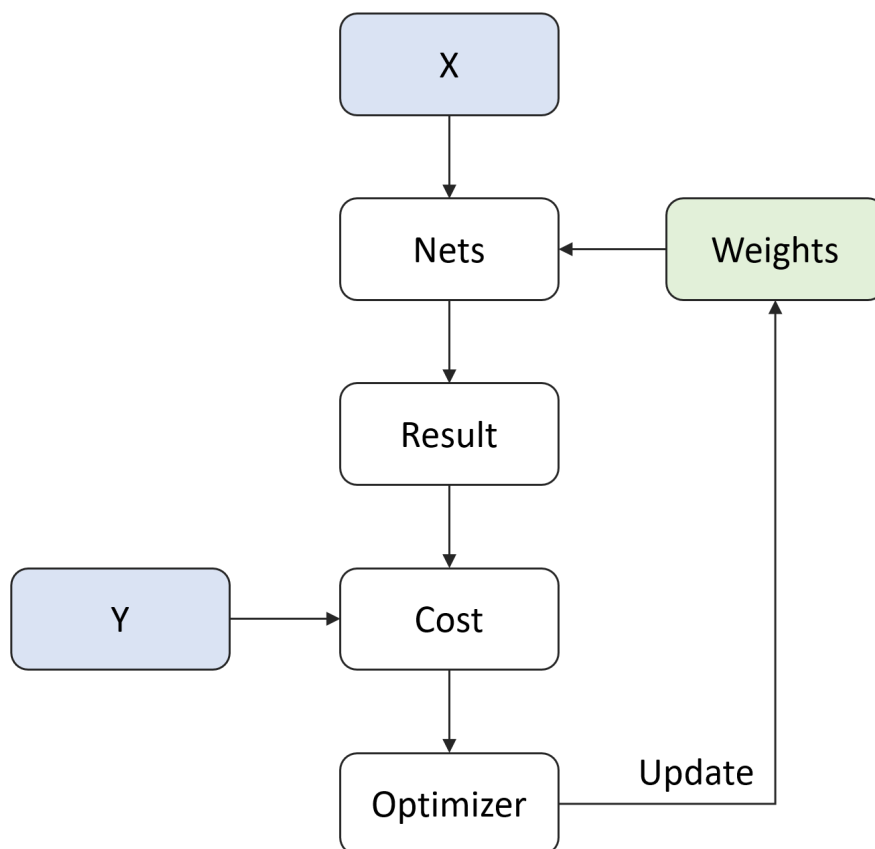 X
Nets
Weights
Result
Y
Cost
Update
Optimizer